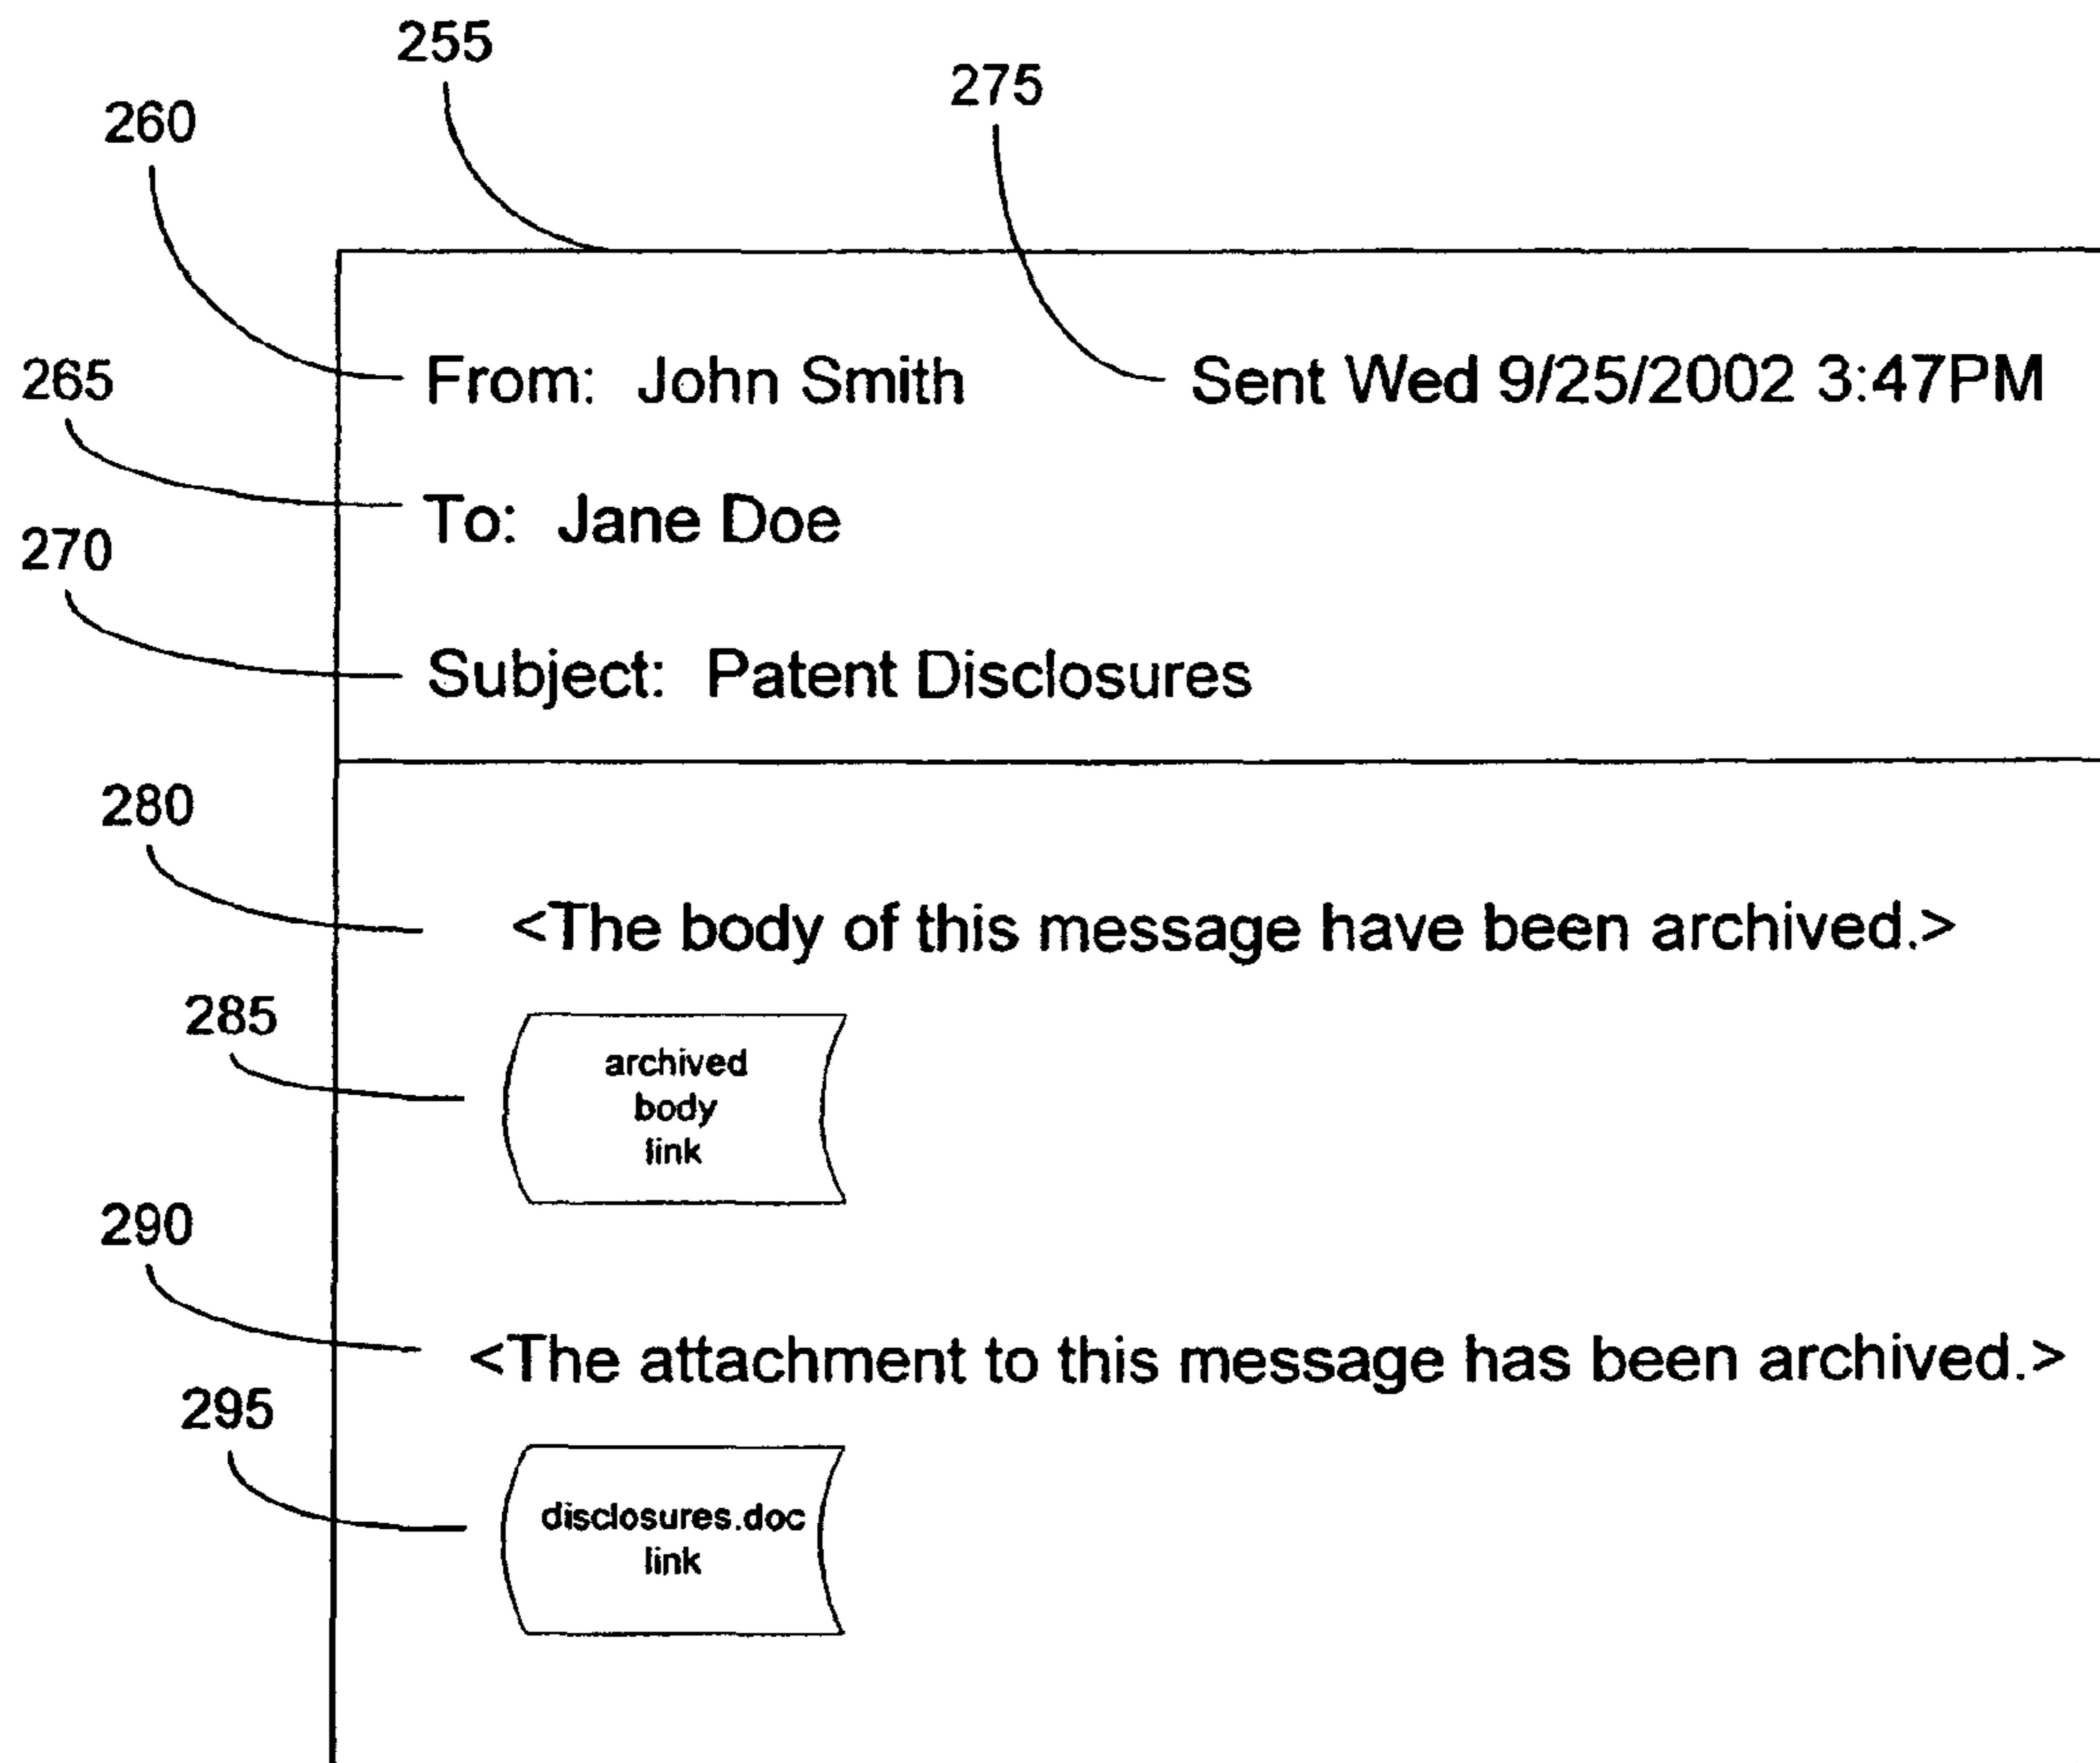 255
275
260
From: John Smith Sent Wed 9/25/2002 3:47PM
265
To: Jane Doe
270
Subject: Patent Disclosures
280
<The body of this message have been archived.>
285
archived
body
link
290
<The attachment to this message has been archived.>
295
disclosures.doc
link